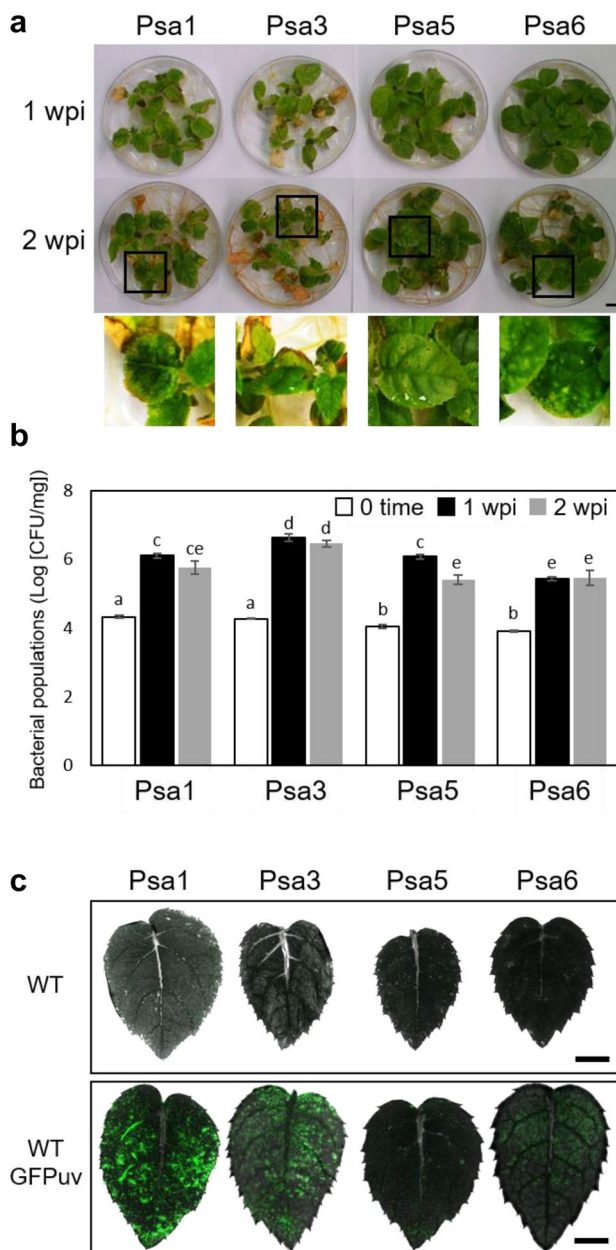 a
Psa1 Psa3 Psa5 Psa6
1 wpi
2 wpi
b
Bacterial populations (Log [CFU/mg])
8
6
4
2
0
0 time 1 wpi 2 wpi
a c ce a d d b c e b e e
Psa1 Psa3 Psa5 Psa6
c
Psa1 Psa3 Psa5 Psa6
WT
WT
GFPuv